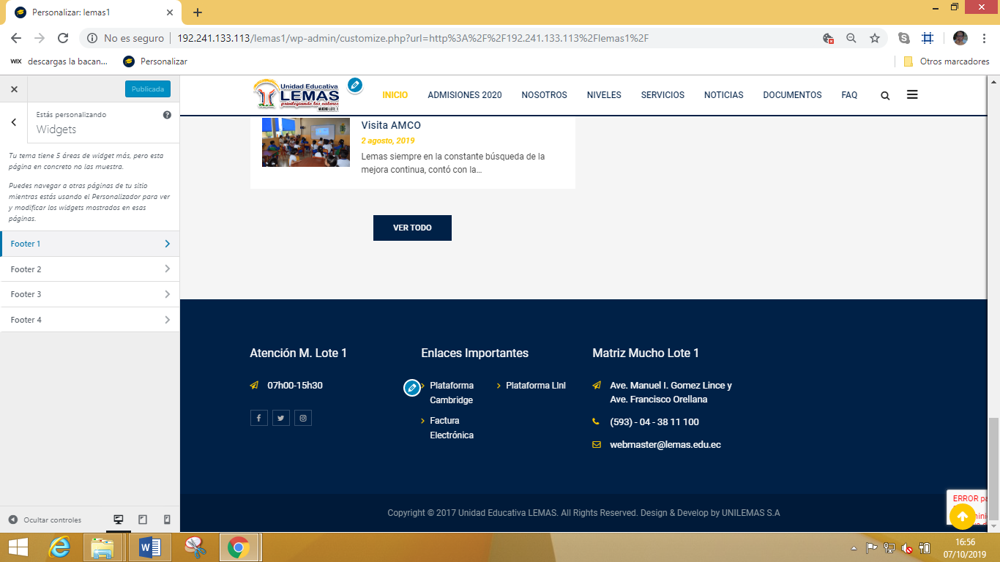 Personalizar: lemas1
No es seguro
192.241.133.113/lemas1/wp-admin/customize.php?url=http%3A%2F%2F192.241.133.113%2Flemas1%2F
WIX descargas la bacan...
Personalizar
Otros marcadores
Publicada
Estás personalizando
Widgets
Tu tema tiene 5 áreas de widget más, pero esta
página en concreto no las muestra.
Puedes navegar a otras páginas de tu sitio
mientras estás usando el Personalizador para ver
y modificar los widgets mostrados en esas
páginas.
Footer 1
Footer 2
Footer 3
Footer 4
Ocultar controles
Unidad Educativa
LEMAS
privilegiando los valores
MUCHO LOTE 1
INICIO
ADMISIONES 2020
NOSOTROS
NIVELES
SERVICIOS
NOTICIAS
DOCUMENTOS
FAQ
Visita AMCO
2 agosto, 2019
Lemas siempre en la constante búsqueda de la
mejora continua, contó con la...
VER TODO
Atención M. Lote 1
07h00-15h30
Enlaces Importantes
Plataforma
Cambridge
Plataforma LInI
Factura
Electrónica
Matriz Mucho Lote 1
Ave. Manuel I. Gomez Lince y
Ave. Francisco Orellana
(593) - 04 - 38 11 100
webmaster@lemas.edu.ec
Copyright © 2017 Unidad Educativa LEMAS. All Rights Reserved. Design & Develop by UNILEMAS S.A
ERROR pa
16:56
07/10/2019